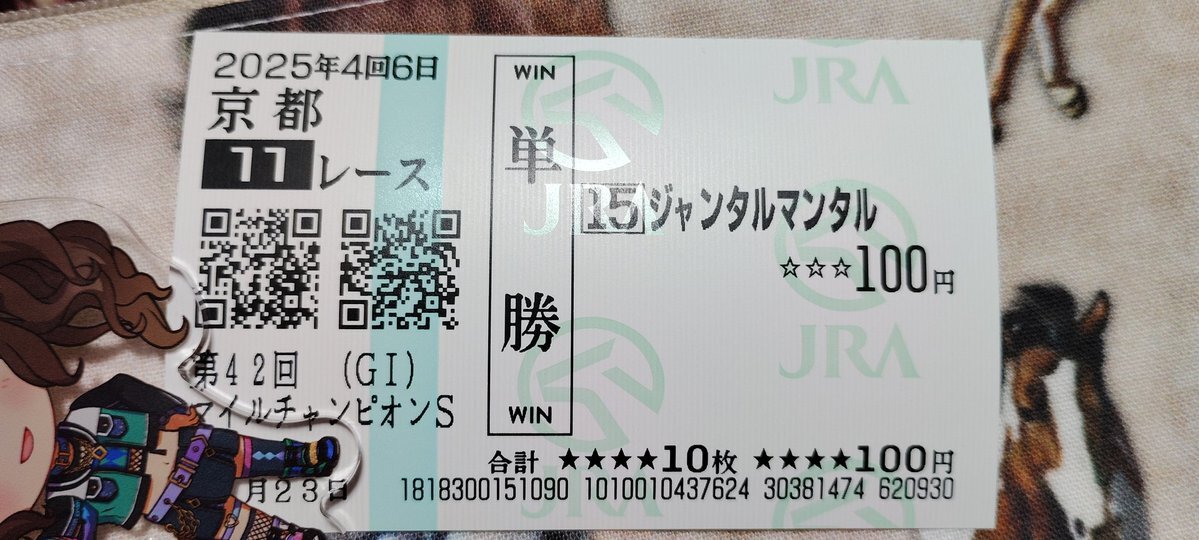 2025年4回6日
京都
11レース
第42回 (GI)
マイルチャンピオンS
月23日
WIN
単勝
WIN
15 ジャンタルマンタル
☆☆☆100円
合計 ★★★★10枚 ★★★★100円
1818300151090 1010010437624 30381474 620930
JRA
JRA
JRA